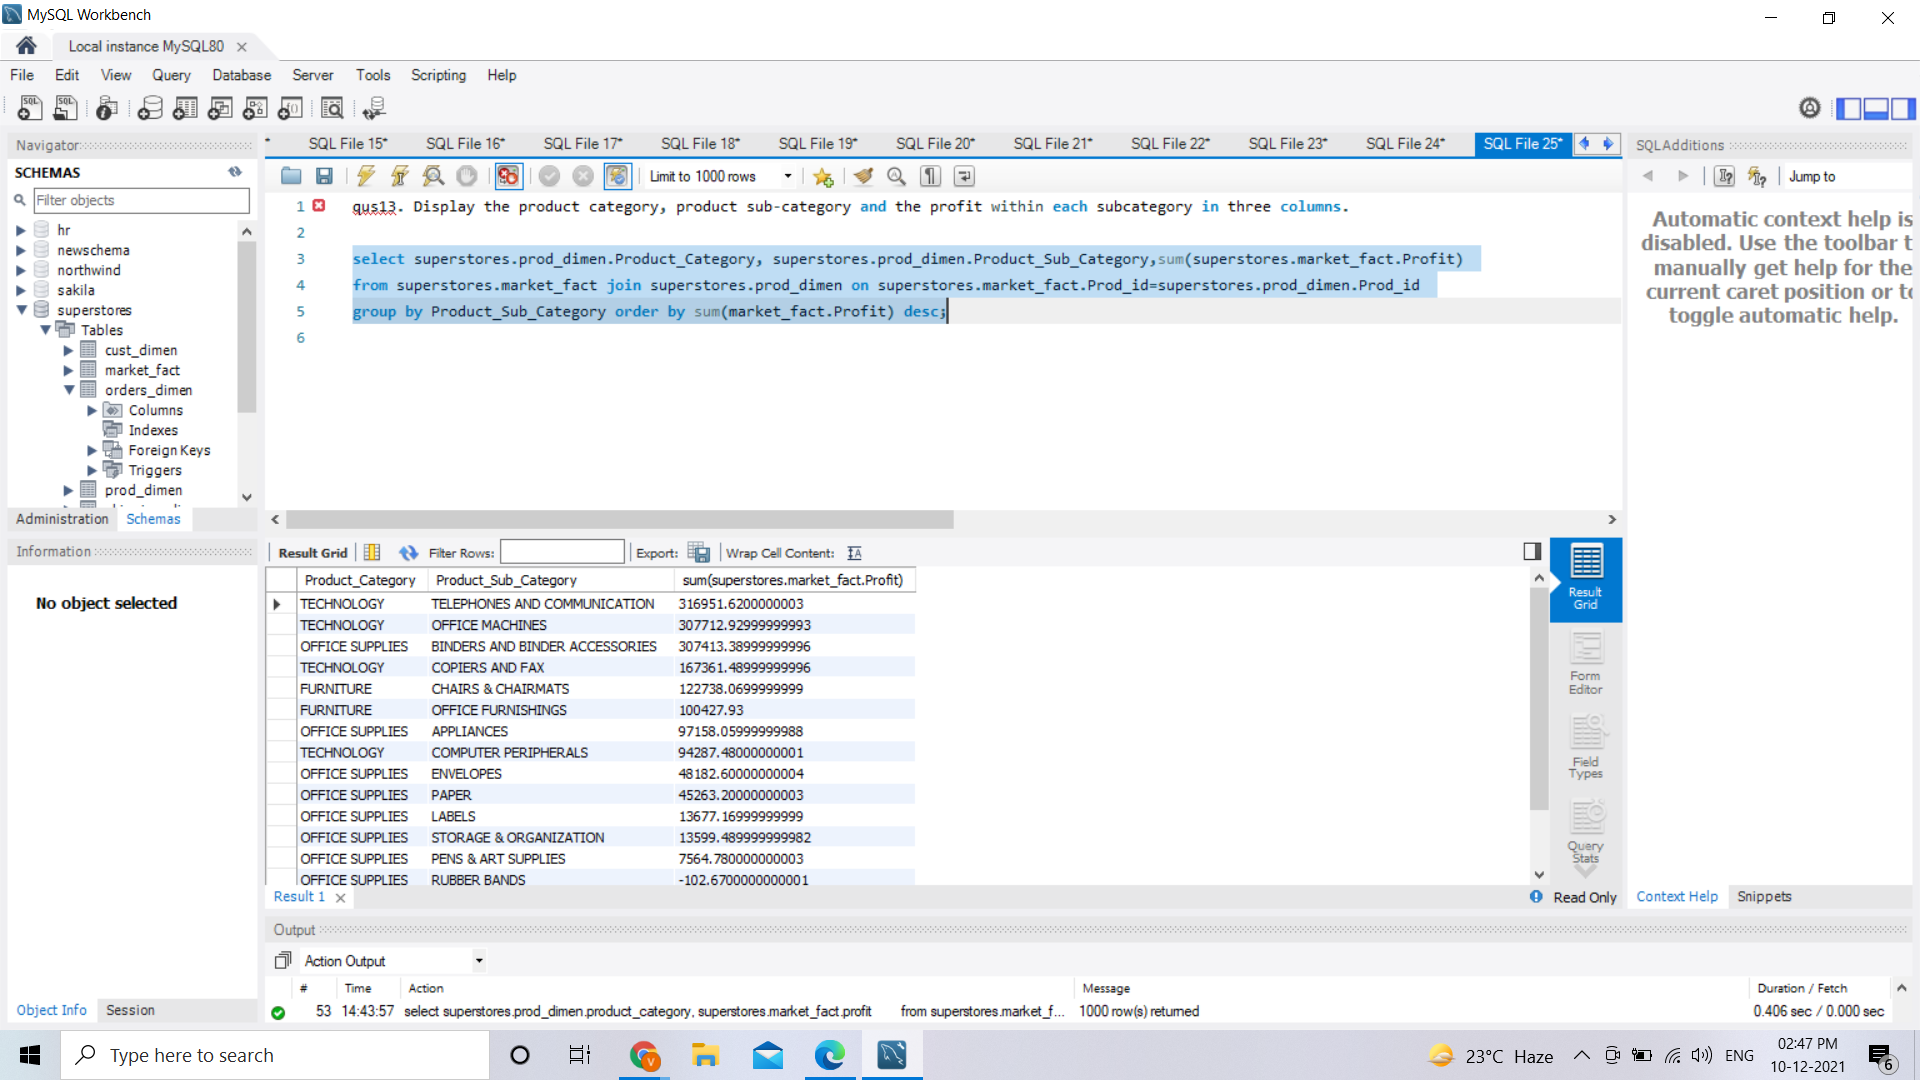 MySQL Workbench
Local instance MySQL80
File Edit View Query Database Server Tools Scripting Help
Navigator
SCHEMAS
Filter objects
hr
newschema
northwind
sakila
superstores
Tables
cust_dimen
market_fact
orders_dimen
Columns
Indexes
Foreign Keys
Triggers
prod_dimen
Administration Schemas
Information
No object selected
Object Info Session
SQL File 15* SQL File 16* SQL File 17* SQL File 18* SQL File 19* SQL File 20* SQL File 21* SQL File 22* SQL File 23* SQL File 24* SQL File 25*
Limit to 1000 rows
1 qus13. Display the product category, product sub-category and the profit within each subcategory in three columns.
2
3 select superstores.prod_dimen.Product_Category, superstores.prod_dimen.Product_Sub_Category,sum(superstores.market_fact.Profit)
4 from superstores.market_fact join superstores.prod_dimen on superstores.market_fact.Prod_id=superstores.prod_dimen.Prod_id
5 group by Product_Sub_Category order by sum(market_fact.Profit) desc;
6
Result Grid Filter Rows: Export: Wrap Cell Content:
Product_Category Product_Sub_Category sum(superstores.market_fact.Profit)
TECHNOLOGY TELEPHONES AND COMMUNICATION 316951.6200000003
TECHNOLOGY OFFICE MACHINES 307712.92999999993
OFFICE SUPPLIES BINDERS AND BINDER ACCESSORIES 307413.38999999996
TECHNOLOGY COPIERS AND FAX 167361.48999999996
FURNITURE CHAIRS & CHAIRMATS 122738.0699999999
FURNITURE OFFICE FURNISHINGS 100427.93
OFFICE SUPPLIES APPLIANCES 97158.05999999988
TECHNOLOGY COMPUTER PERIPHERALS 94287.48000000001
OFFICE SUPPLIES ENVELOPES 48182.60000000004
OFFICE SUPPLIES PAPER 45263.20000000003
OFFICE SUPPLIES LABELS 13677.16999999999
OFFICE SUPPLIES STORAGE & ORGANIZATION 13599.489999999982
OFFICE SUPPLIES PENS & ART SUPPLIES 7564.780000000003
OFFICE SUPPLIES RUBBER BANDS -102.6700000000001
Result Grid
Form Editor
Field Types
Query Stats
Result 1
Read Only
SQLAdditions
Jump to
Automatic context help is
disabled. Use the toolbar t
manually get help for the
current caret position or to
toggle automatic help.
Context Help Snippets
Output
Action Output
# Time Action Message Duration / Fetch
53 14:43:57 select superstores.prod_dimen.product_category, superstores.market_fact.profit from superstores.market_f... 1000 row(s) returned 0.406 sec / 0.000 sec
Type here to search
23°C Haze
ENG
02:47 PM
10-12-2021
6